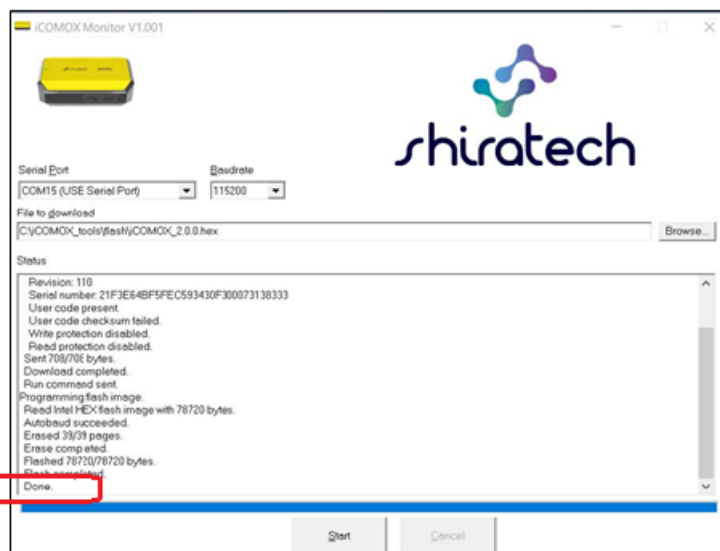 iCOMOX Monitor V1.001
shiratech
Serial Port
Baudrate
COM15 (USE Serial Port)
115200
File to download
C:\iCOMOX_tools\flash\iCOMOX_2.0.0.hex
Browse...
Status
Revision: 110
Serial number: 21F3E64BF5FEC593430F300073138333
User code present.
User code checksum failed.
Write protection disabled.
Read protection disabled.
Sent 708/708 bytes.
Download completed.
Run command sent.
Programming flash image.
Read Intel HEX flash image with 78720 bytes.
Autobaud succeeded.
Erased 39/39 pages.
Erase completed.
Flashed 78720/78720 bytes.
Flash completed.
Done.
Start
Cancel